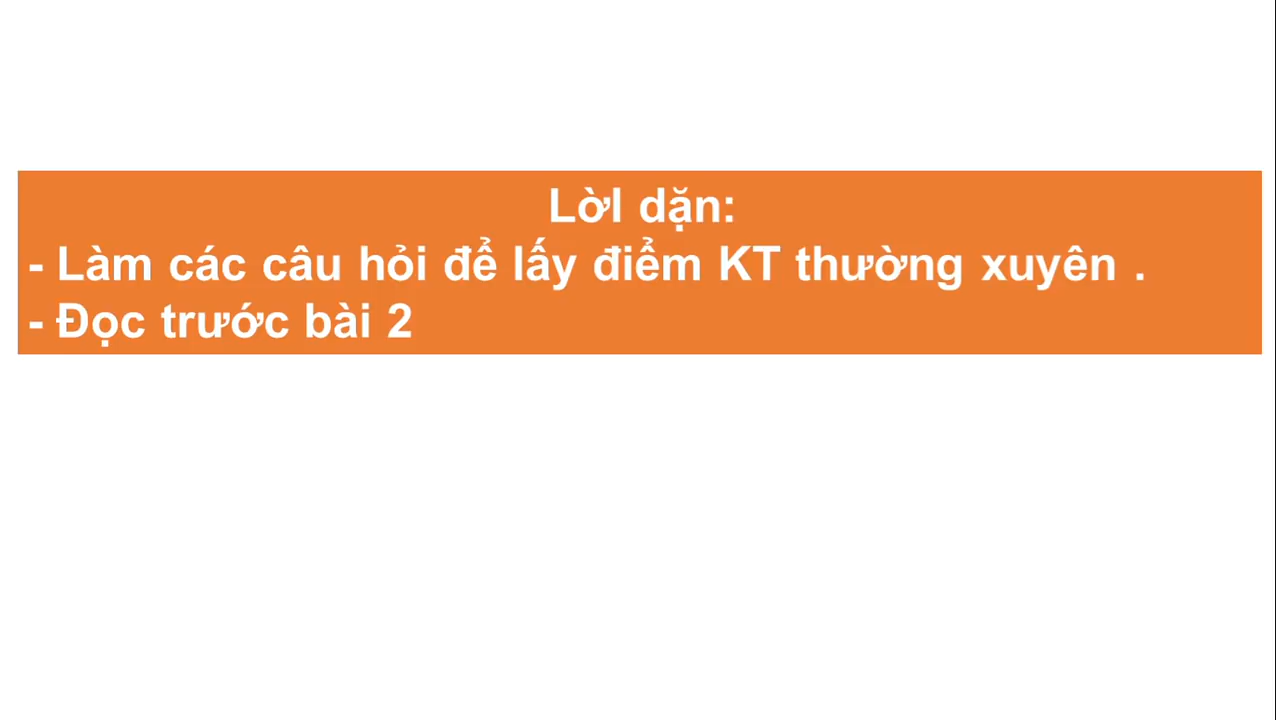 LờI dặn:
- Làm các câu hỏi để lấy điểm KT thường xuyên .
- Đọc trước bài 2